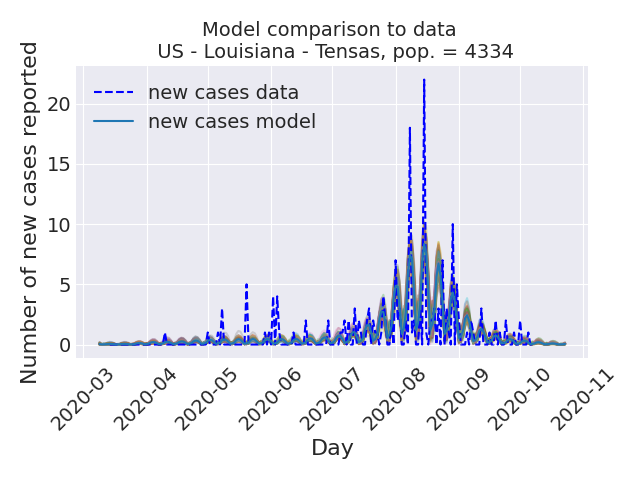 Model comparison to data
US - Louisiana - Tensas, pop. = 4334
Number of new cases reported
20
15
10
5
0
new cases data
new cases model
2020-03
2020-04
2020-05
2020-06
2020-07
2020-08
2020-09
2020-10
2020-11
Day